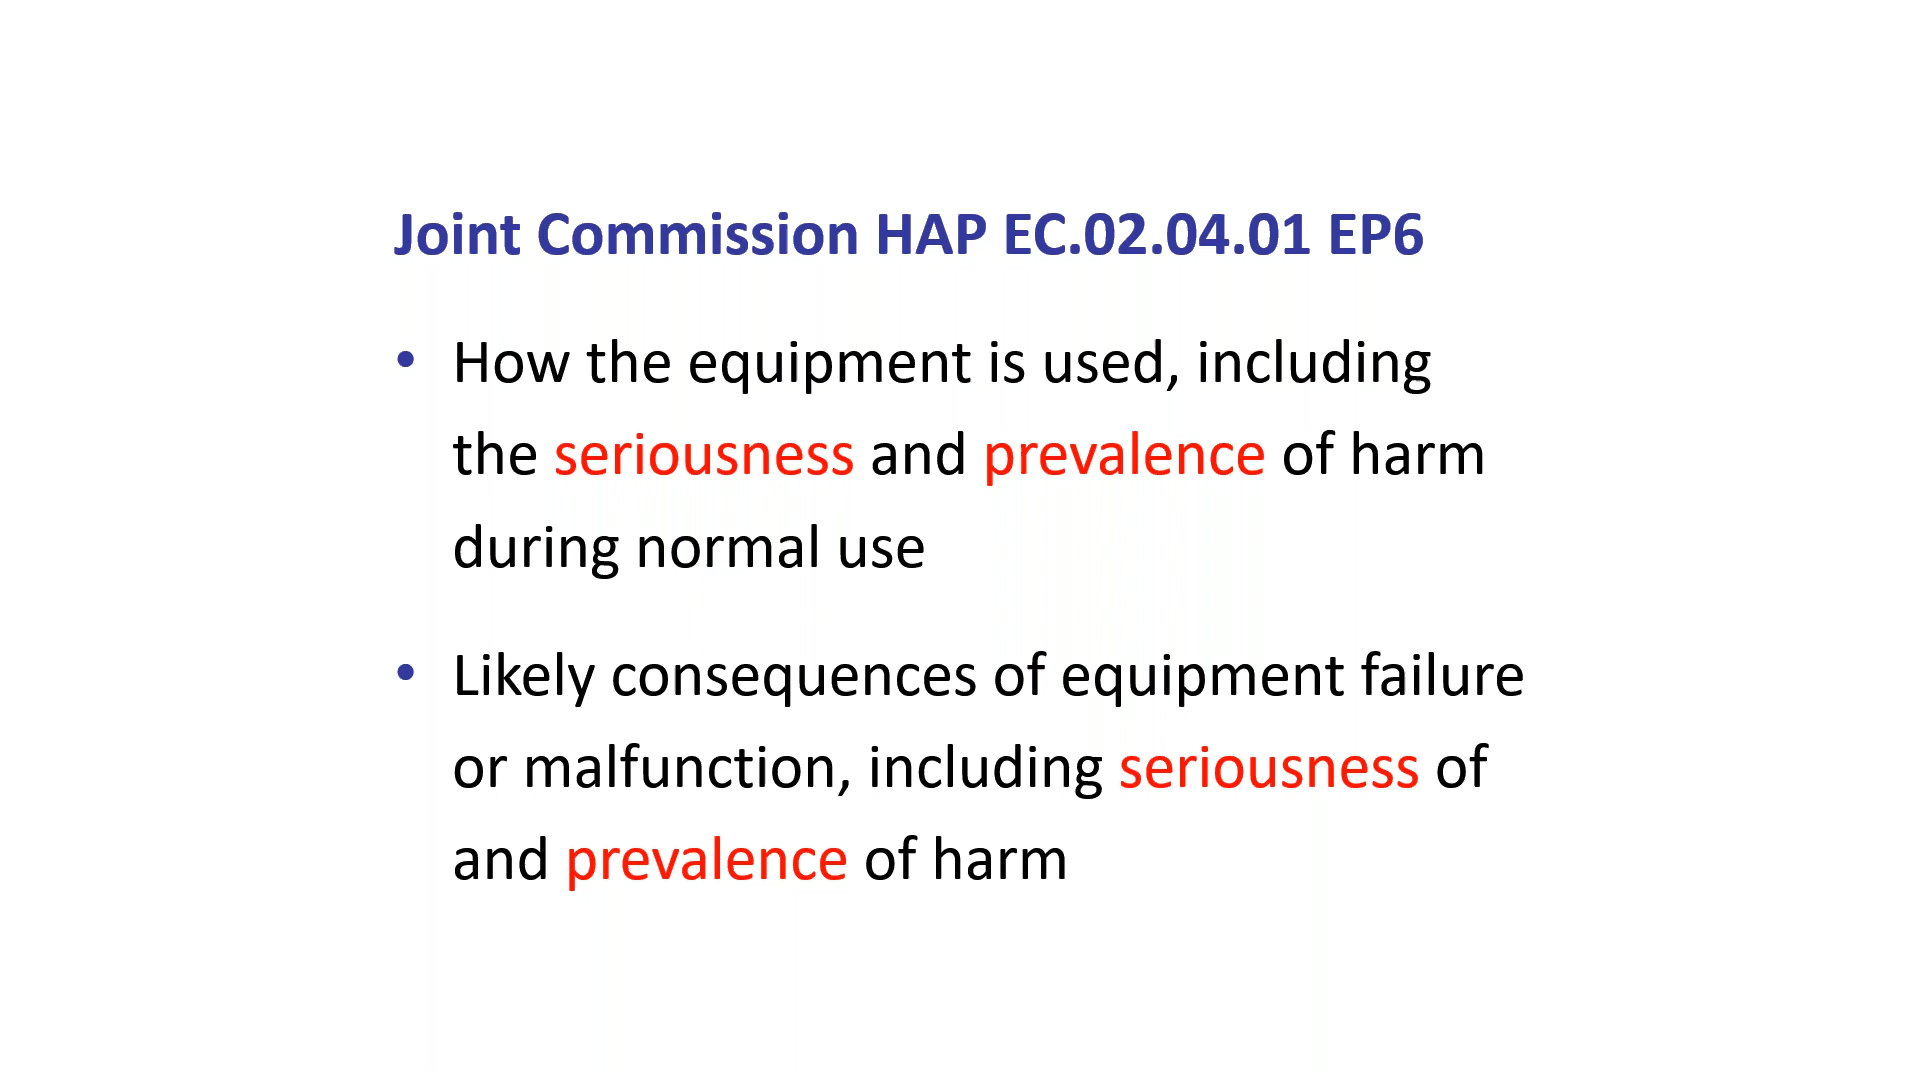 Joint Commission HAP EC.02.04.01 EP6
• How the equipment is used, including
the seriousness and prevalence of harm
during normal use
• Likely consequences of equipment failure
or malfunction, including seriousness of
and prevalence of harm